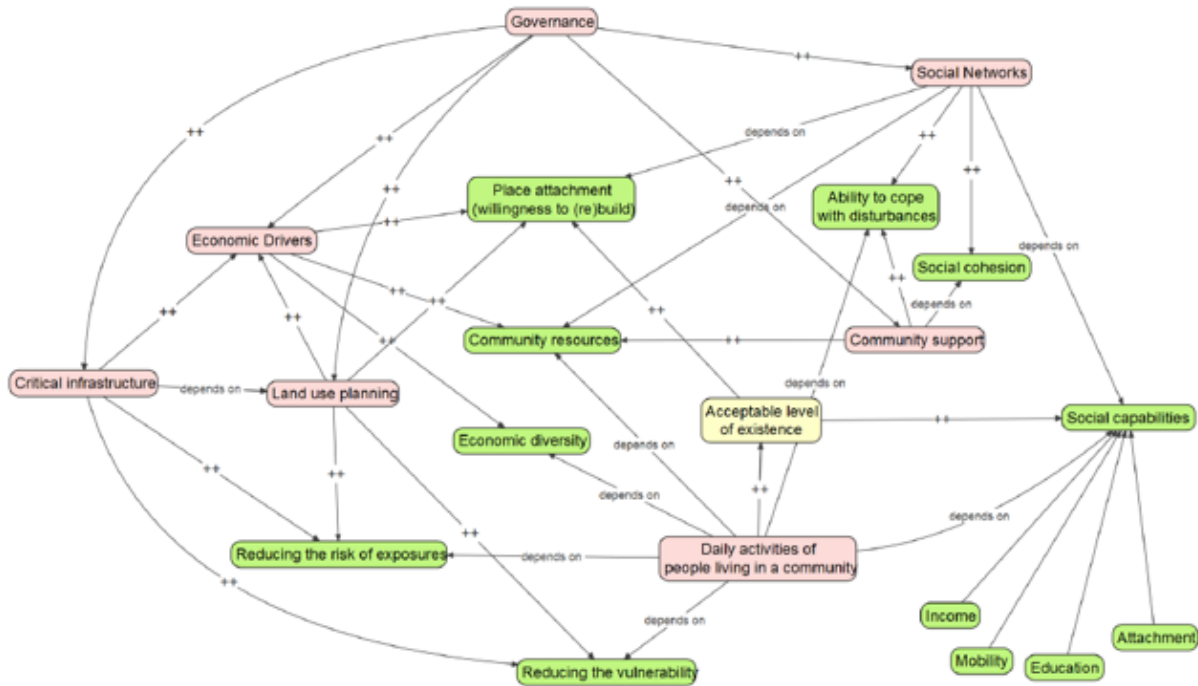 Governance
++
Social Networks
++
++
depends on
++
++
++
Place attachment
(willingness to (re)build)
++
++
Ability to cope
with disturbances
depends on
++
Economic Drivers
depends on
Social cohesion
++
++
++
++
++
++
depends on
Community resources
++
++
Community support
Critical infrastructure
depends on
Land use planning
depends on
Acceptable level
of existence
++
Social capabilities
Economic diversity
depends on
++
++
++
depends on
depends on
++
Reducing the risk of exposures
depends on
Daily activities of
people living in a community
++
Income
Attachment
depends on
Mobility
Education
Reducing the vulnerability